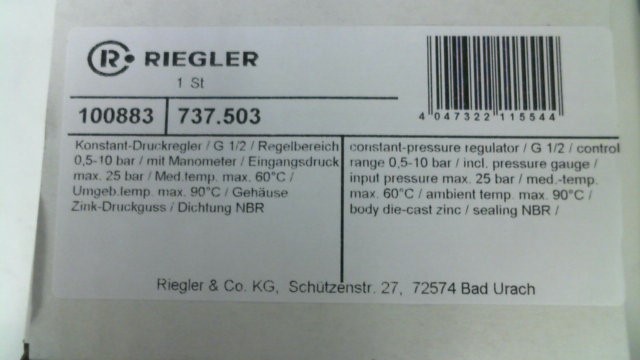 RIEGLER
1 St
4 047322 115544
100883 737.503
Konstant-Druckregler / G 1/2 / Regelbereich
0,5-10 bar / mit Manometer / Eingangsdruck
max. 25 bar / Med.temp. max. 60°C /
Umgeb.temp. max. 90°C / Gehäuse
Zink-Druckguss / Dichtung NBR
constant-pressure regulator / G 1/2 / control
range 0,5-10 bar / incl. pressure gauge /
input pressure max. 25 bar / med.-temp.
max. 60°C / ambient temp. max. 90°C /
body die-cast zinc / sealing NBR /
Riegler & Co. KG, Schützenstr. 27, 72574 Bad Urach